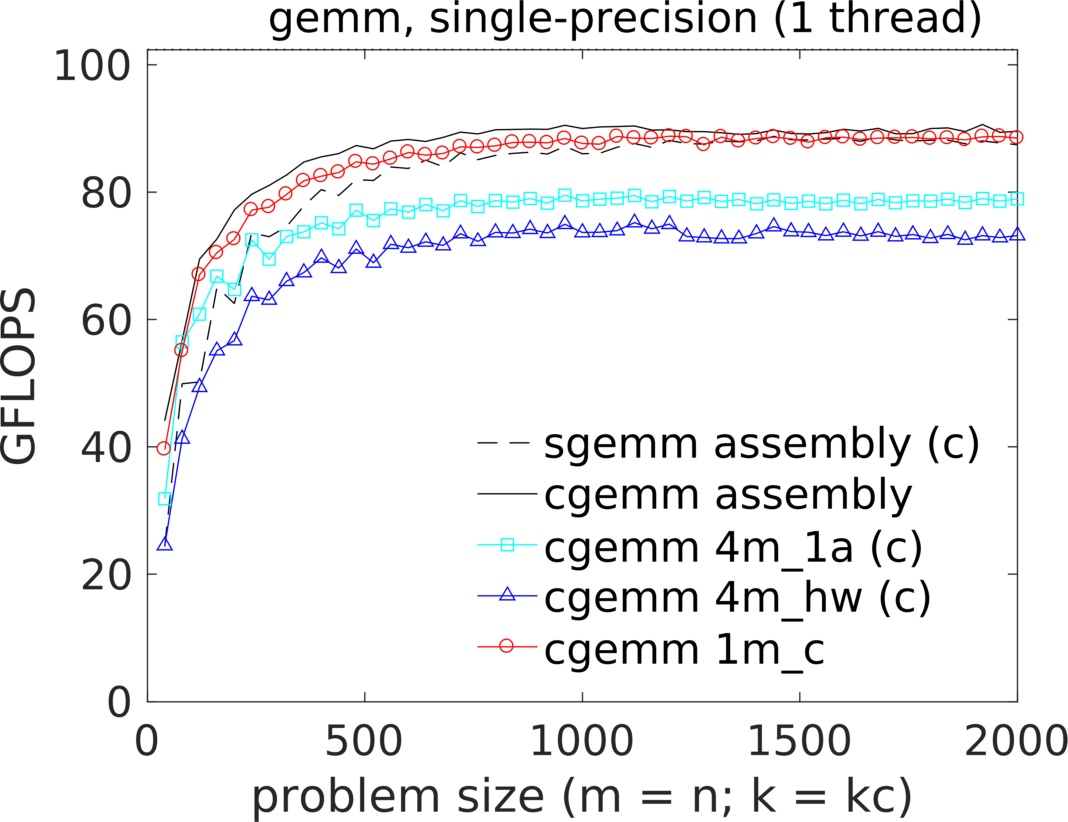 gemm, single-precision (1 thread)
GFLOPS
100
80
60
40
20
0
sgemm assembly (c)
cgemm assembly
cgemm 4m_1a (c)
cgemm 4m_hw (c)
cgemm 1m_c
0 500 1000 1500 2000
problem size (m = n; k = kc)